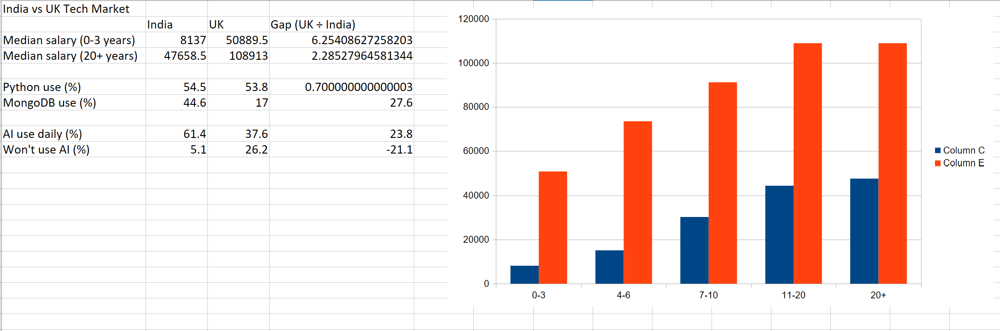 India vs UK Tech Market
India UK Gap (UK ÷ India)
Median salary (0-3 years) 8137 50889.5 6.25408627258203
Median salary (20+ years) 47658.5 108913 2.28527964581344
Python use (%) 54.5 53.8 0.700000000000003
MongoDB use (%) 44.6 17 27.6
AI use daily (%) 61.4 37.6 23.8
Won't use AI (%) 5.1 26.2 -21.1
120000
100000
80000
60000
40000
20000
0
0-3 4-6 7-10 11-20 20+
Column C
Column E